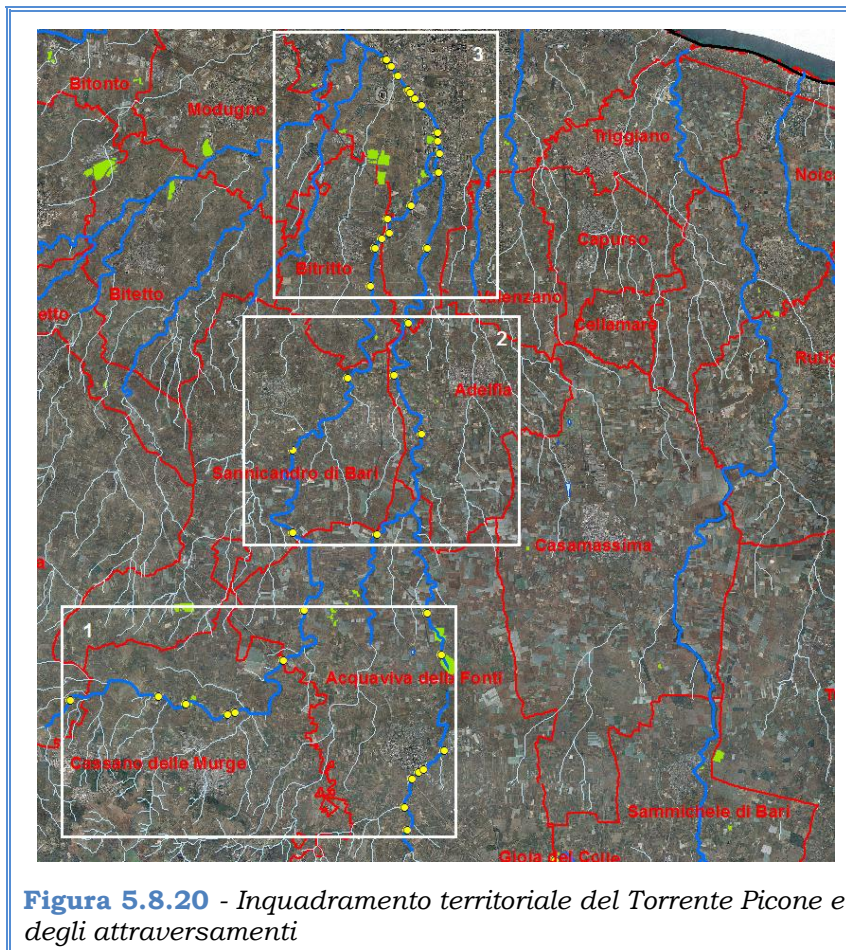 3
Bitonto
Modugno
Triggiano
Capurso
Bitritto
Bitetto
etto
Valenzano
Cellamare
2
Adelfia
Sannicandro di Bari
Casamassima
a
1
Acquaviva delle Fonti
Cassano delle Murge
Sammichele di Bari
Gioia del Colle
Figura 5.8.20 - Inquadramento territoriale del Torrente Picone e
degli attraversamenti